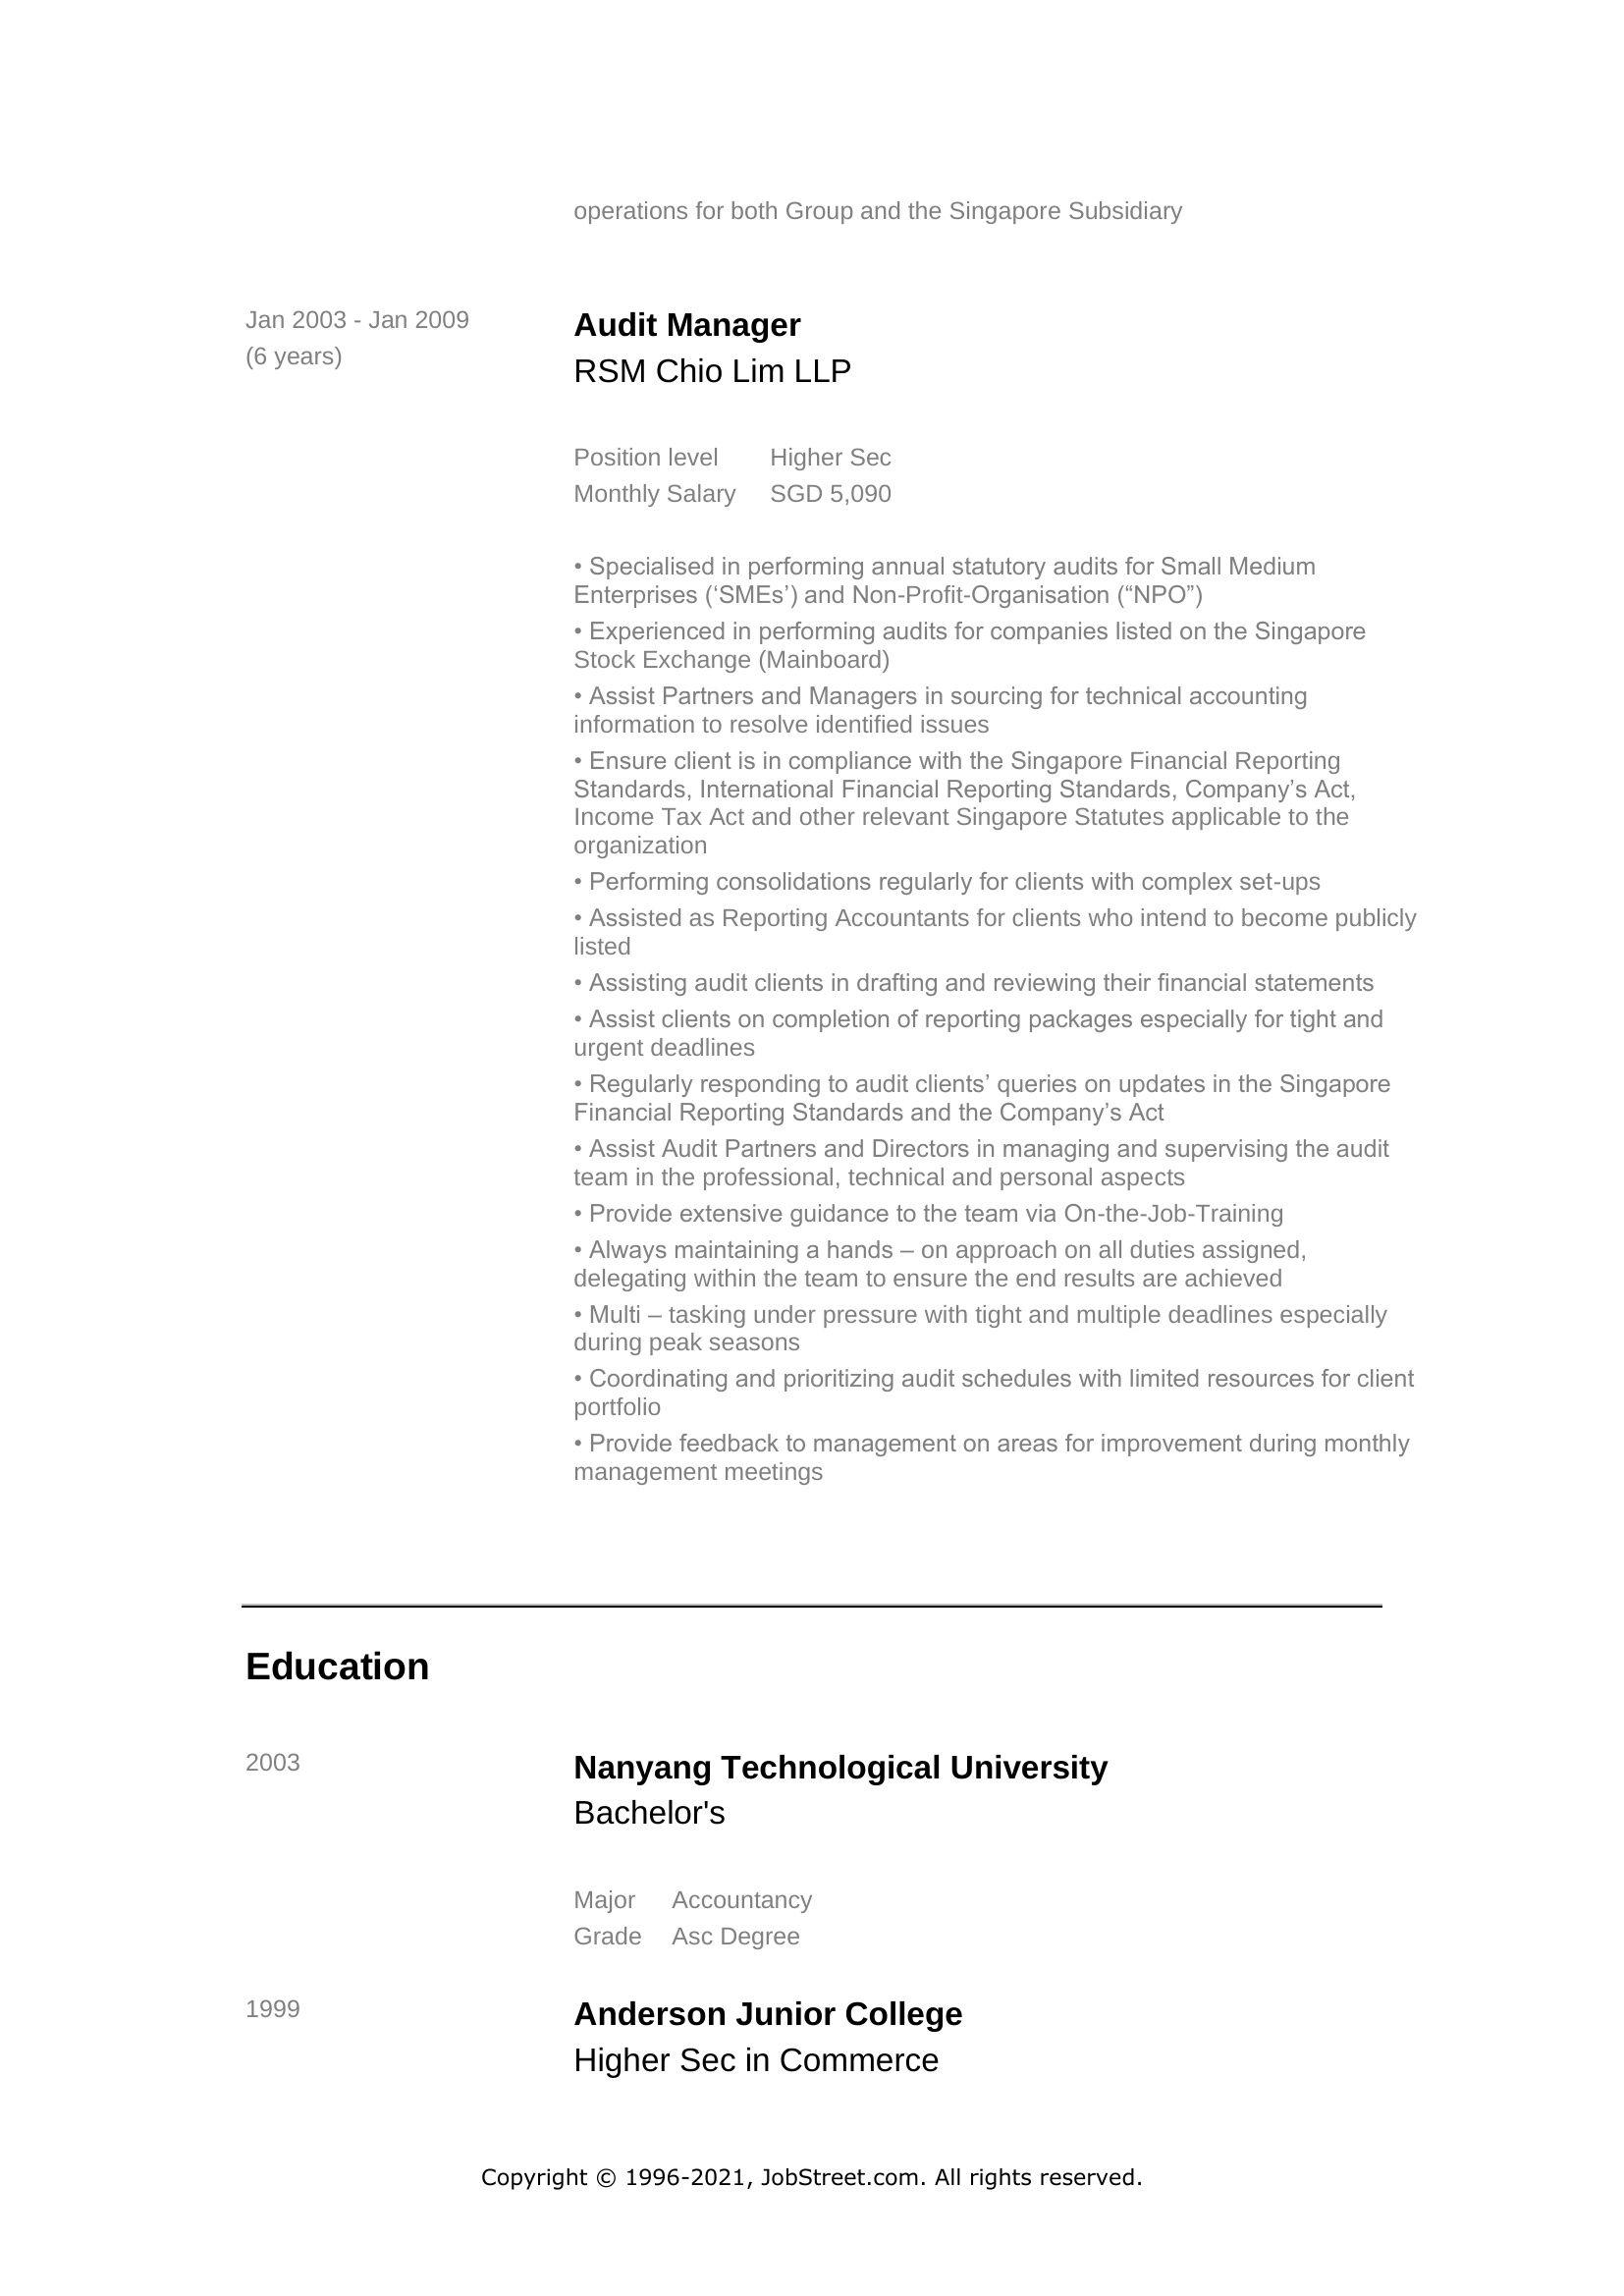 operations for both Group and the Singapore Subsidiary
Jan 2003 - Jan 2009
(6 years)
Audit Manager
RSM Chio Lim LLP
Position level Higher Sec
Monthly Salary SGD 5,090
• Specialised in performing annual statutory audits for Small Medium
Enterprises (‘SMEs’) and Non-Profit-Organisation (“NPO”)
• Experienced in performing audits for companies listed on the Singapore
Stock Exchange (Mainboard)
• Assist Partners and Managers in sourcing for technical accounting
information to resolve identified issues
• Ensure client is in compliance with the Singapore Financial Reporting
Standards, International Financial Reporting Standards, Company’s Act,
Income Tax Act and other relevant Singapore Statutes applicable to the
organization
• Performing consolidations regularly for clients with complex set-ups
• Assisted as Reporting Accountants for clients who intend to become publicly
listed
• Assisting audit clients in drafting and reviewing their financial statements
• Assist clients on completion of reporting packages especially for tight and
urgent deadlines
• Regularly responding to audit clients’ queries on updates in the Singapore
Financial Reporting Standards and the Company’s Act
• Assist Audit Partners and Directors in managing and supervising the audit
team in the professional, technical and personal aspects
• Provide extensive guidance to the team via On-the-Job-Training
• Always maintaining a hands – on approach on all duties assigned,
delegating within the team to ensure the end results are achieved
• Multi – tasking under pressure with tight and multiple deadlines especially
during peak seasons
• Coordinating and prioritizing audit schedules with limited resources for client
portfolio
• Provide feedback to management on areas for improvement during monthly
management meetings
Education
2003
Nanyang Technological University
Bachelor's
Major Accountancy
Grade Asc Degree
1999
Anderson Junior College
Higher Sec in Commerce
Copyright © 1996-2021, JobStreet.com. All rights reserved.